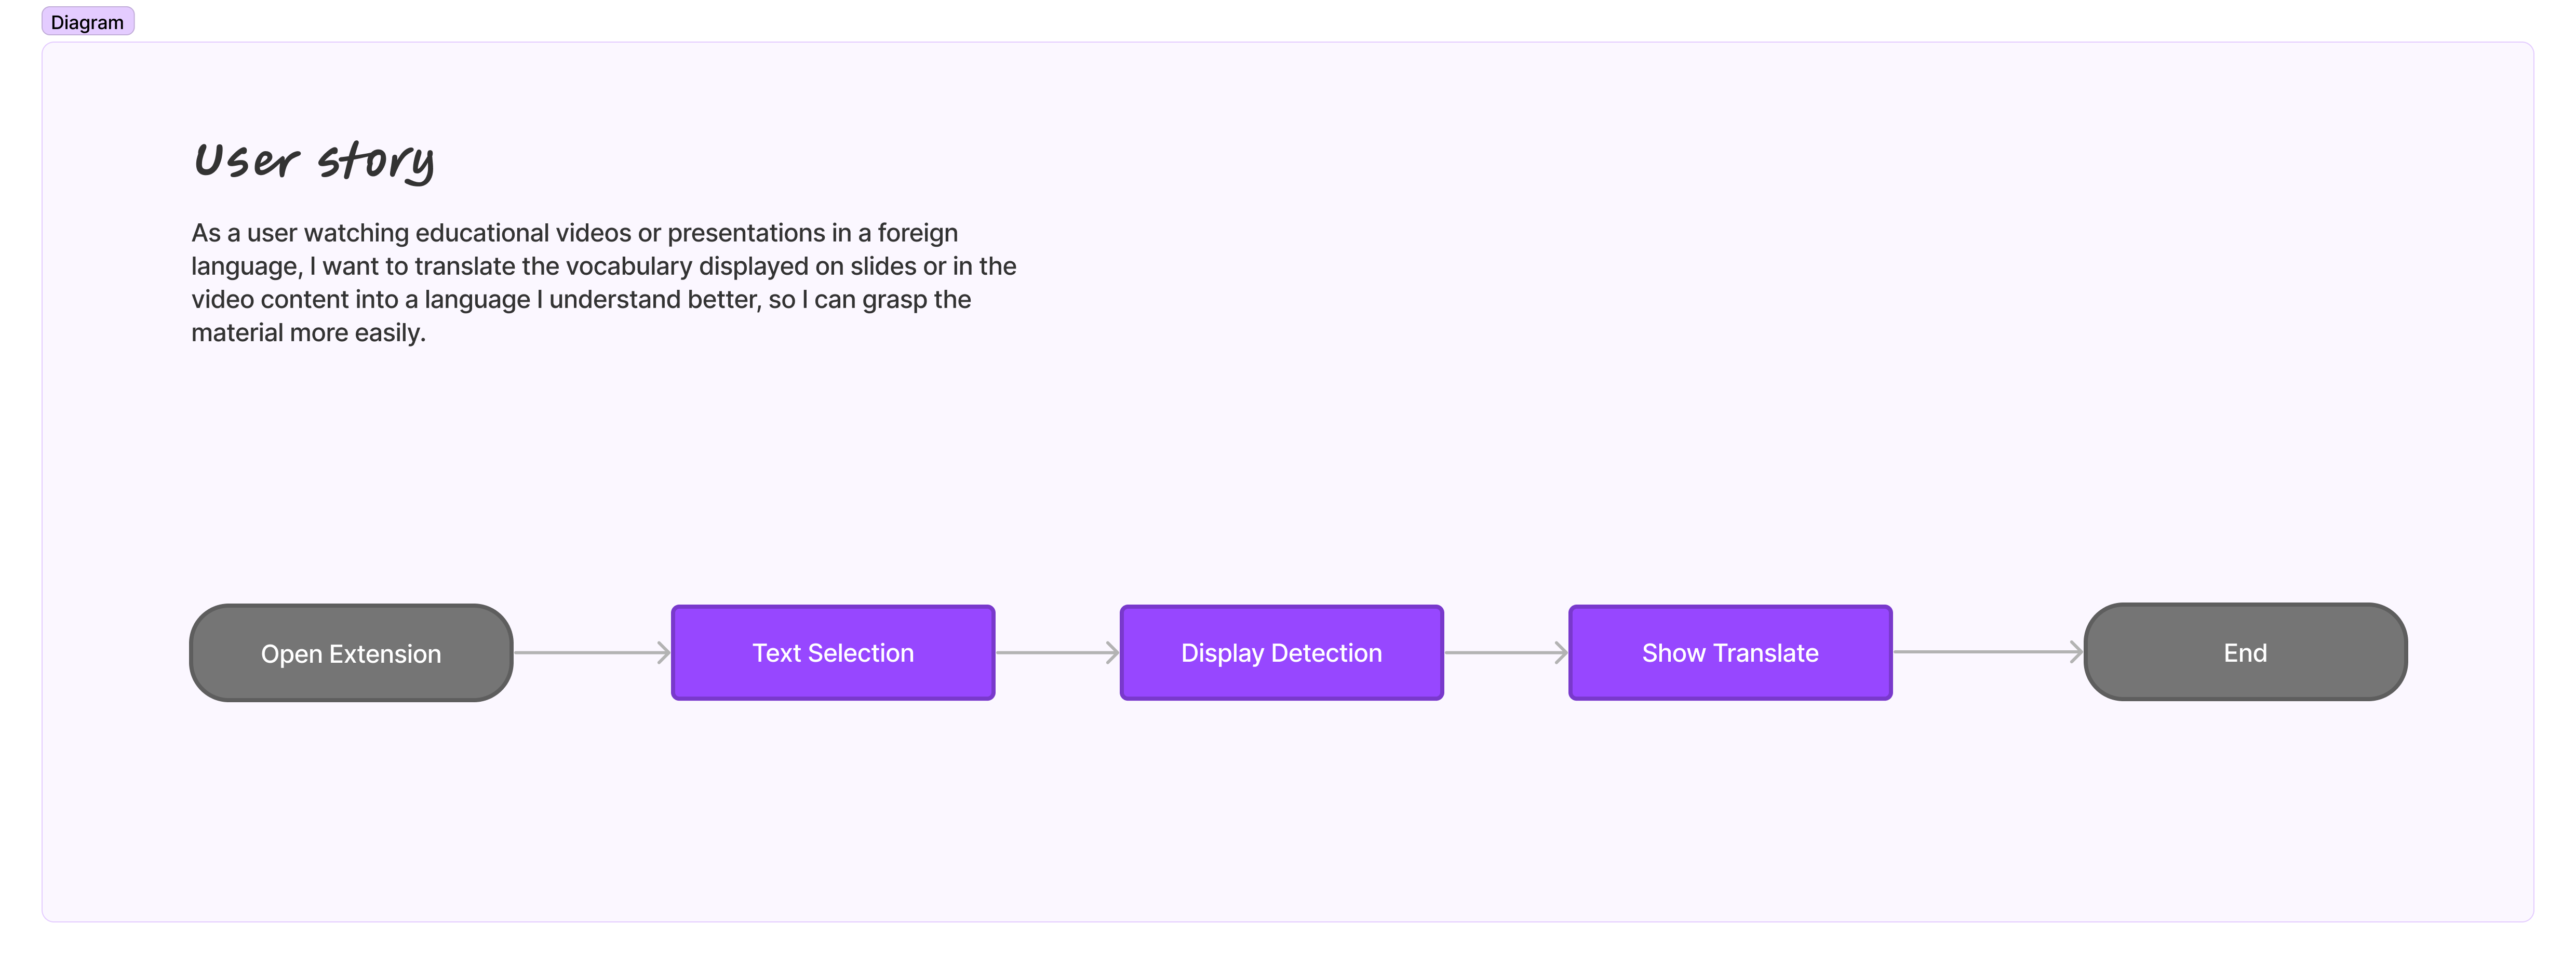 Diagram
User story
As a user watching educational videos or presentations in a foreign
language, I want to translate the vocabulary displayed on slides or in the
video content into a language I understand better, so I can grasp the
material more easily.
Open Extension
Text Selection
Display Detection
Show Translate
End